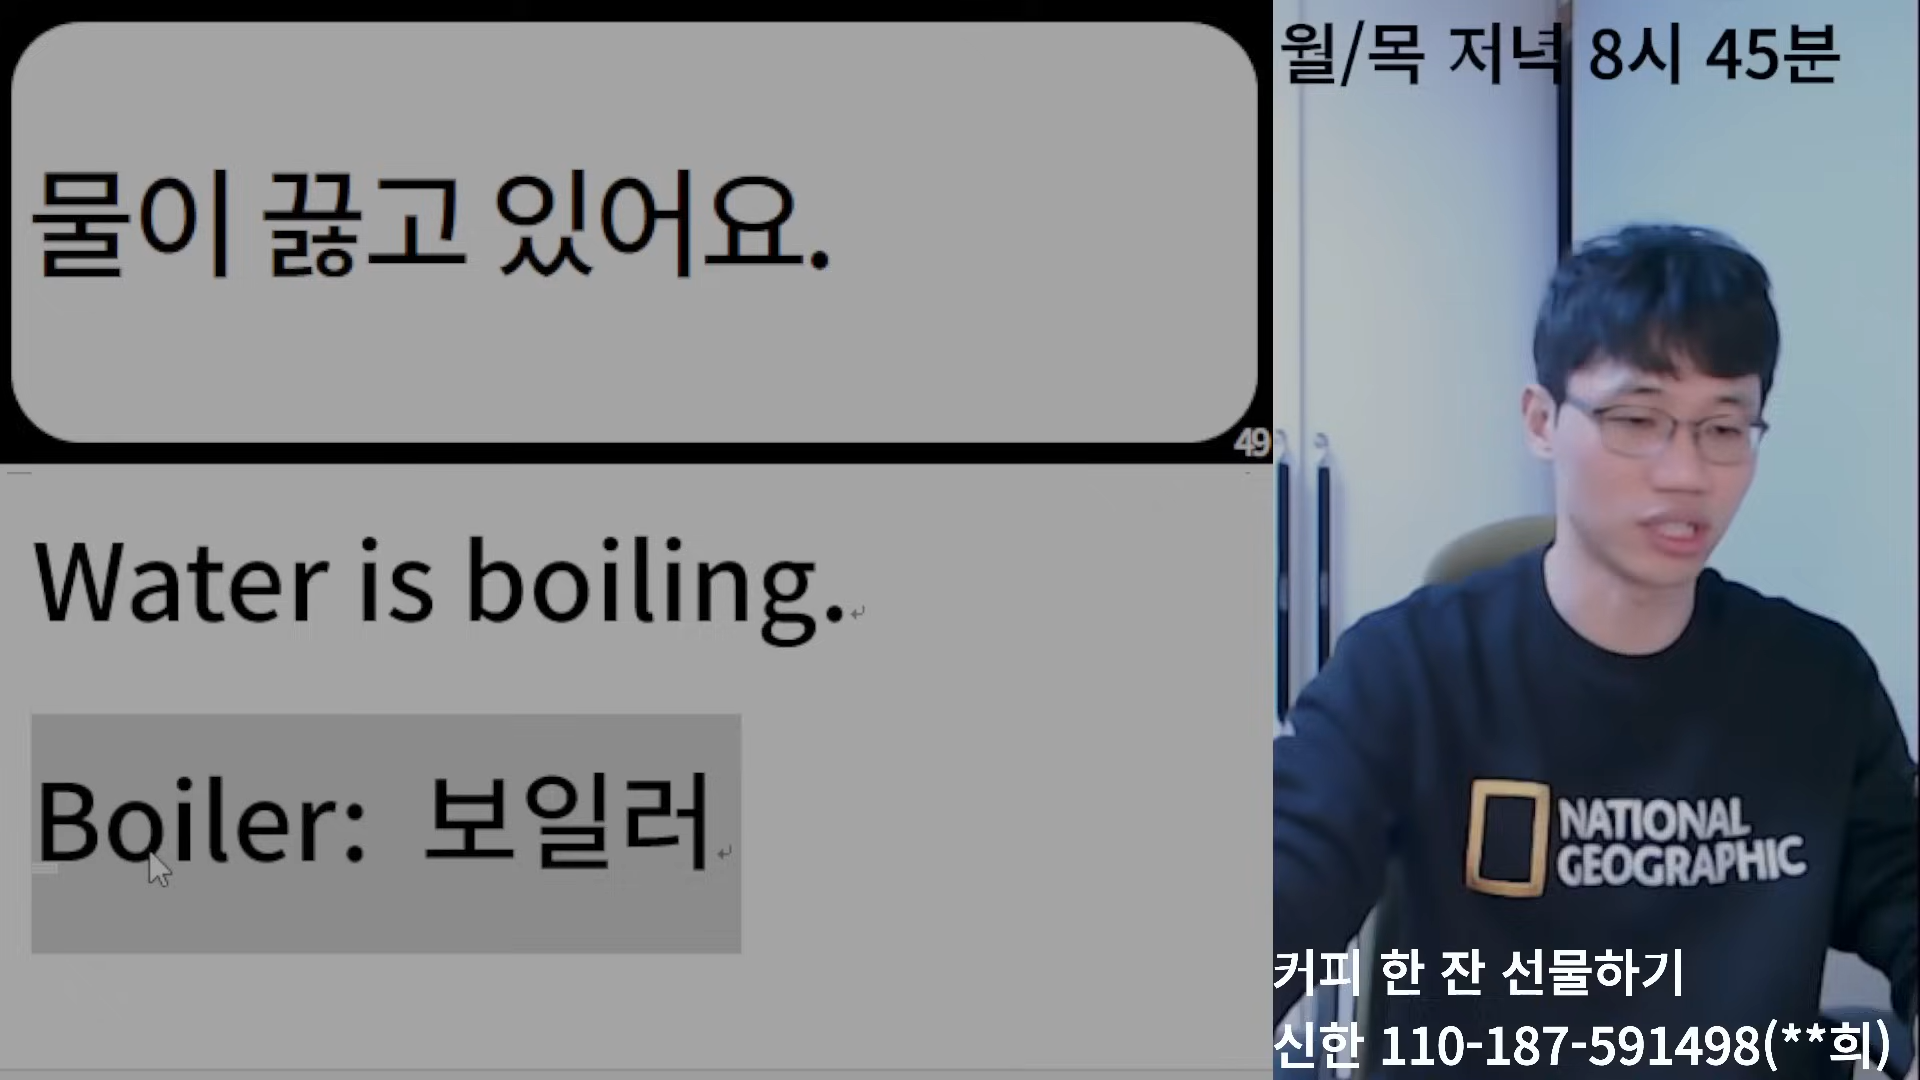 물이 끓고 있어요.
49
Water is boiling.
Boiler: 보일러
월/목 저녁 8시 45분
NATIONAL
GEOGRAPHIC
커피 한 잔 선물하기
신한 110-187-591498(**희)